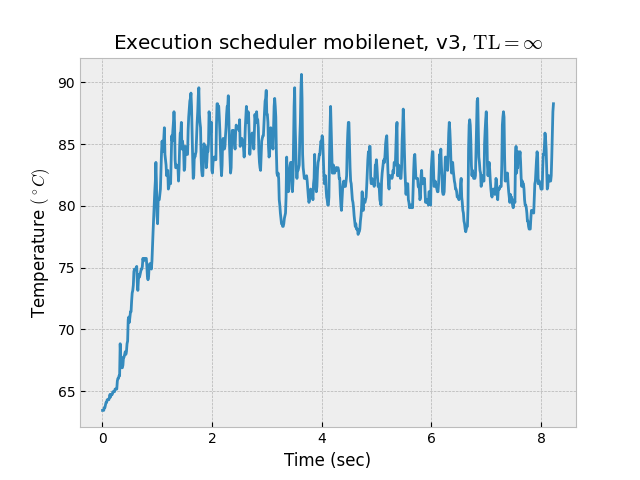 Execution scheduler mobilenet, v3, TL = ∞
90
85
80
75
70
65
Temperature (°C)
0 2 4 6 8
Time (sec)